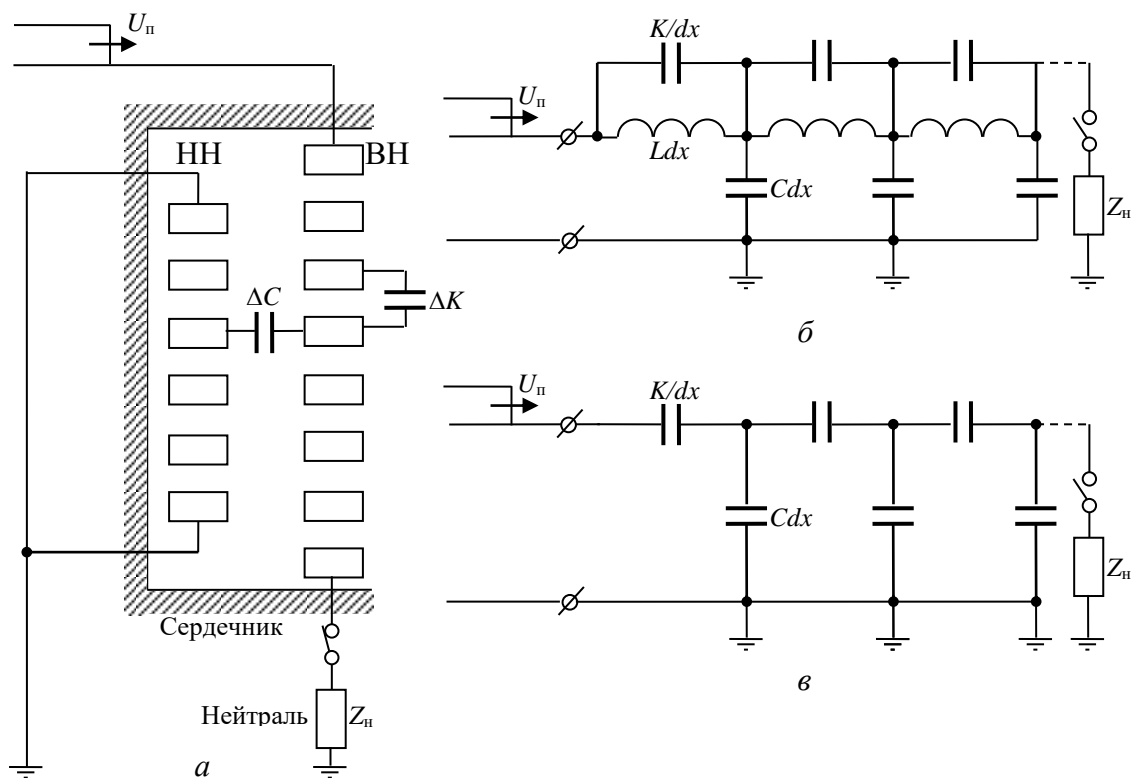 Uп
НН
ВН
ΔC
ΔK
Сердечник
Нейтраль
Zн
а
Uп
K/dx
Ldx
Cdx
Zн
б
Uп
K/dx
Cdx
Zн
в